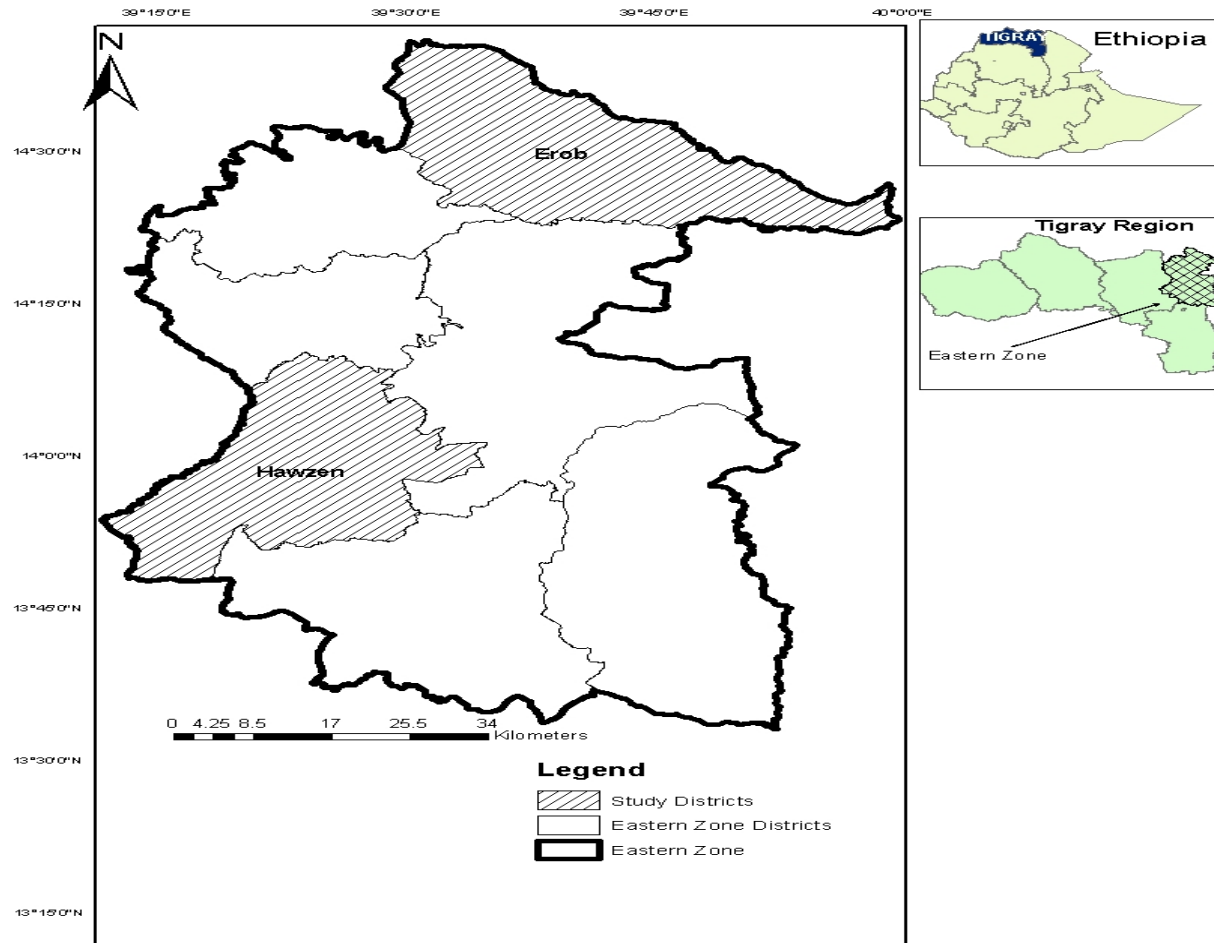 39°15'0"E 39°30'0"E 39°45'0"E 40°0'0"E
N
14°30'0"N
14°15'0"N
14°0'0"N
13°45'0"N
13°30'0"N
13°15'0"N
Erob
Hawzen
0 4.25 8.5 17 25.5 34
Kilometers
Legend
Study Districts
Eastern Zone Districts
Eastern Zone
TIGRAY
Ethiopia
Tigray Region
Eastern Zone